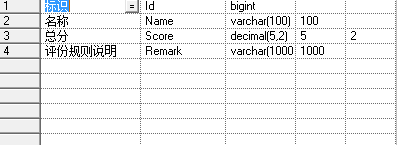 1 标识 = Id bigint
2 名称 Name varchar(100) 100
3 总分 Score decimal(5,2) 5 2
4 评份规则说明 Remark varchar(1000 1000